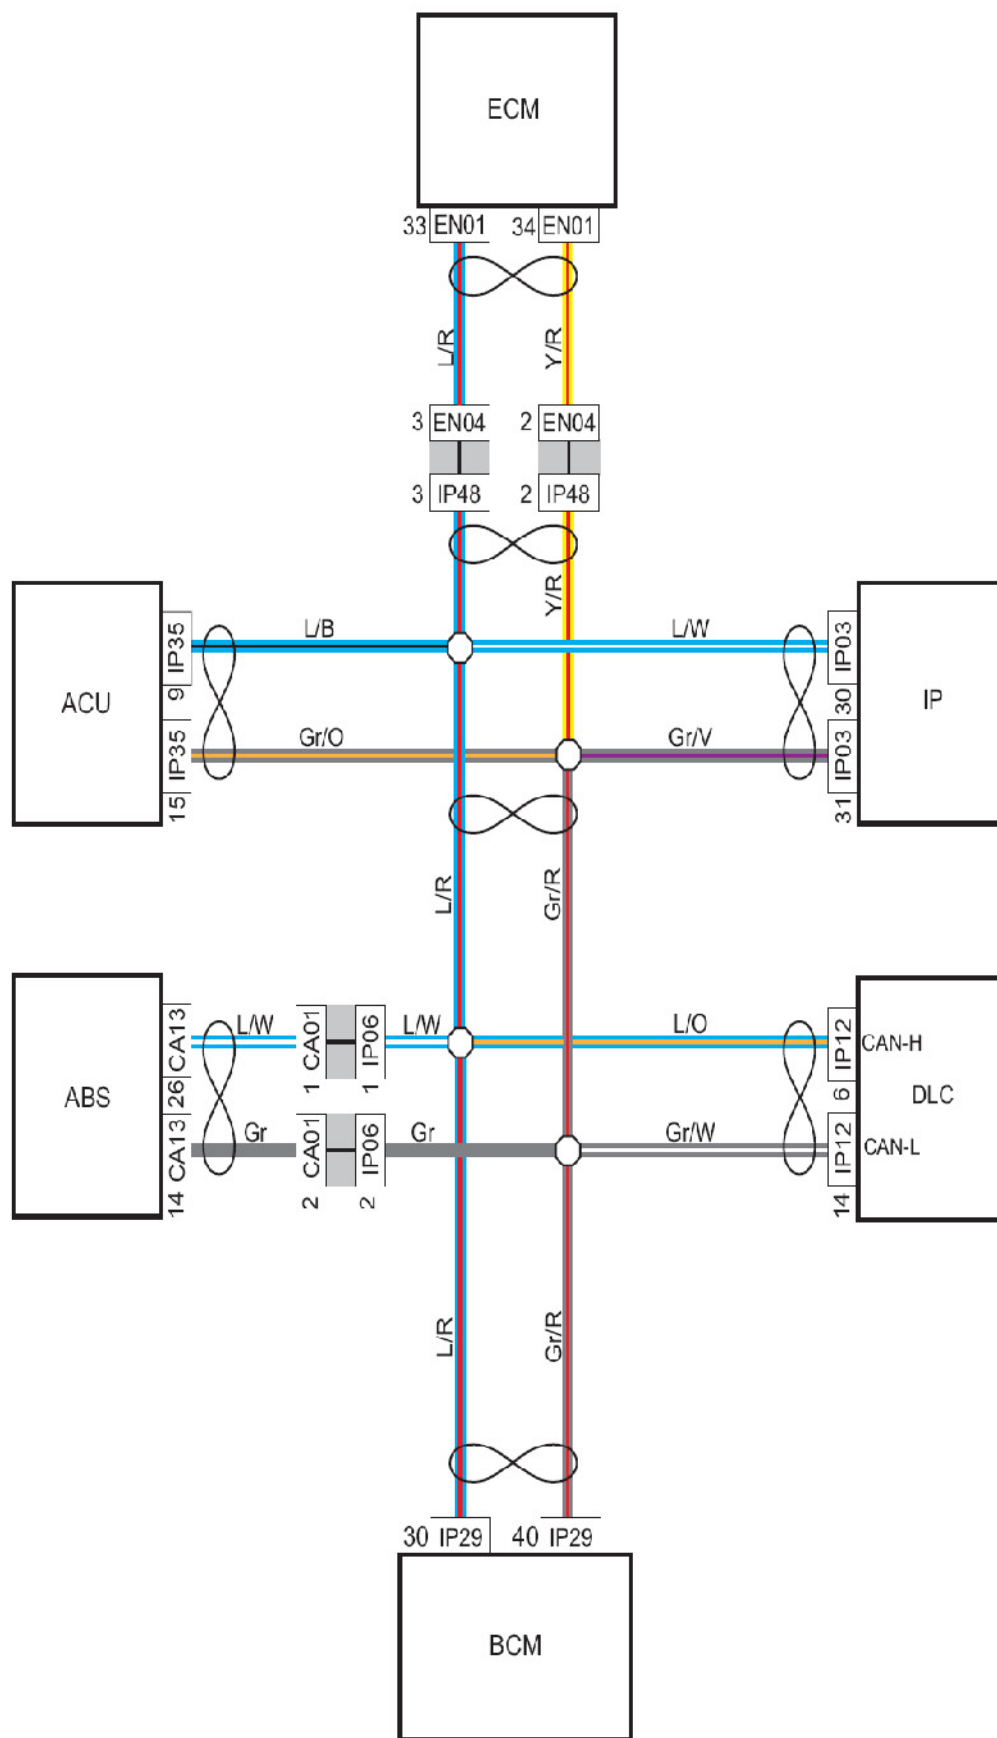 ECM
33 EN01 34 EN01
L/R Y/R
3 EN04 2 EN04
3 IP48 2 IP48
Y/R
L/B L/W
ACU
IP35
9
IP35
15
IP03
30
IP03
31
IP
Gr/O Gr/V
L/R Gr/R
ABS
CA13
26
CA13
14
L/W
CA01
1
IP06
1
L/W
L/O
IP12
6
CAN-H
DLC
Gr
CA01
2
IP06
2
Gr
Gr/W
IP12
14
CAN-L
L/R Gr/R
30 IP29 40 IP29
BCM